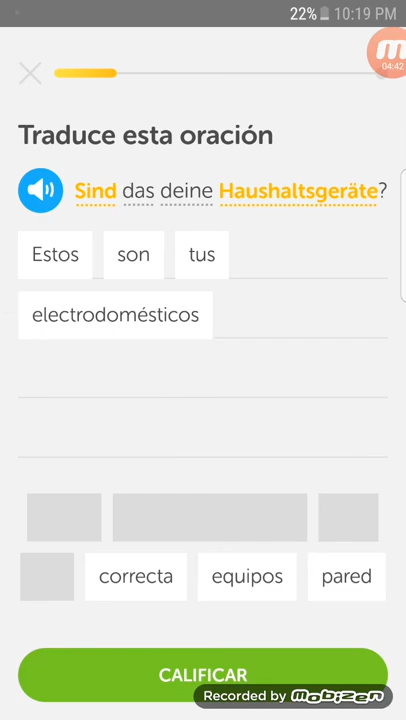 22% 10:19 PM
04:42
Traduce esta oración
Sind das deine Haushaltsgeräte?
Estos son tus
electrodomésticos
correcta equipos pared
CALIFICAR
Recorded by MOBIZEN